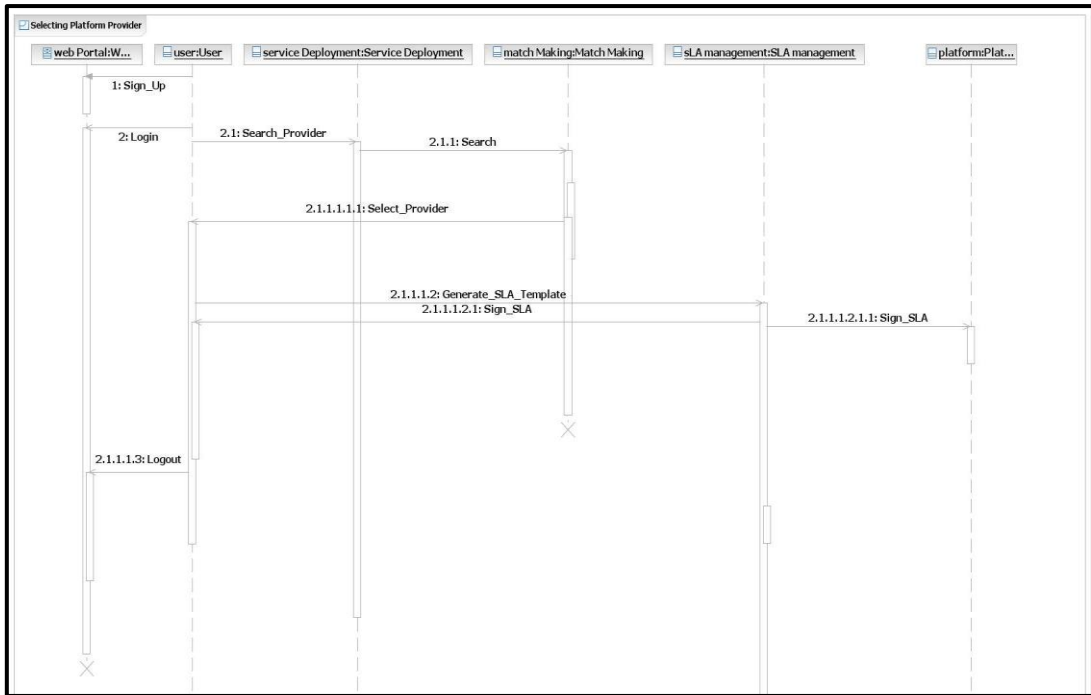 Selecting Platform Provider
web Portal:W...
user:User
service Deployment:Service Deployment
match Making:Match Making
sLA management:SLA management
platform:Plat...
1: Sign_Up
2: Login
2.1: Search_Provider
2.1.1: Search
2.1.1.1.1.1: Select_Provider
2.1.1.1.2: Generate_SLA_Template
2.1.1.1.2.1: Sign_SLA
2.1.1.1.2.1.1: Sign_SLA
2.1.1.1.3: Logout